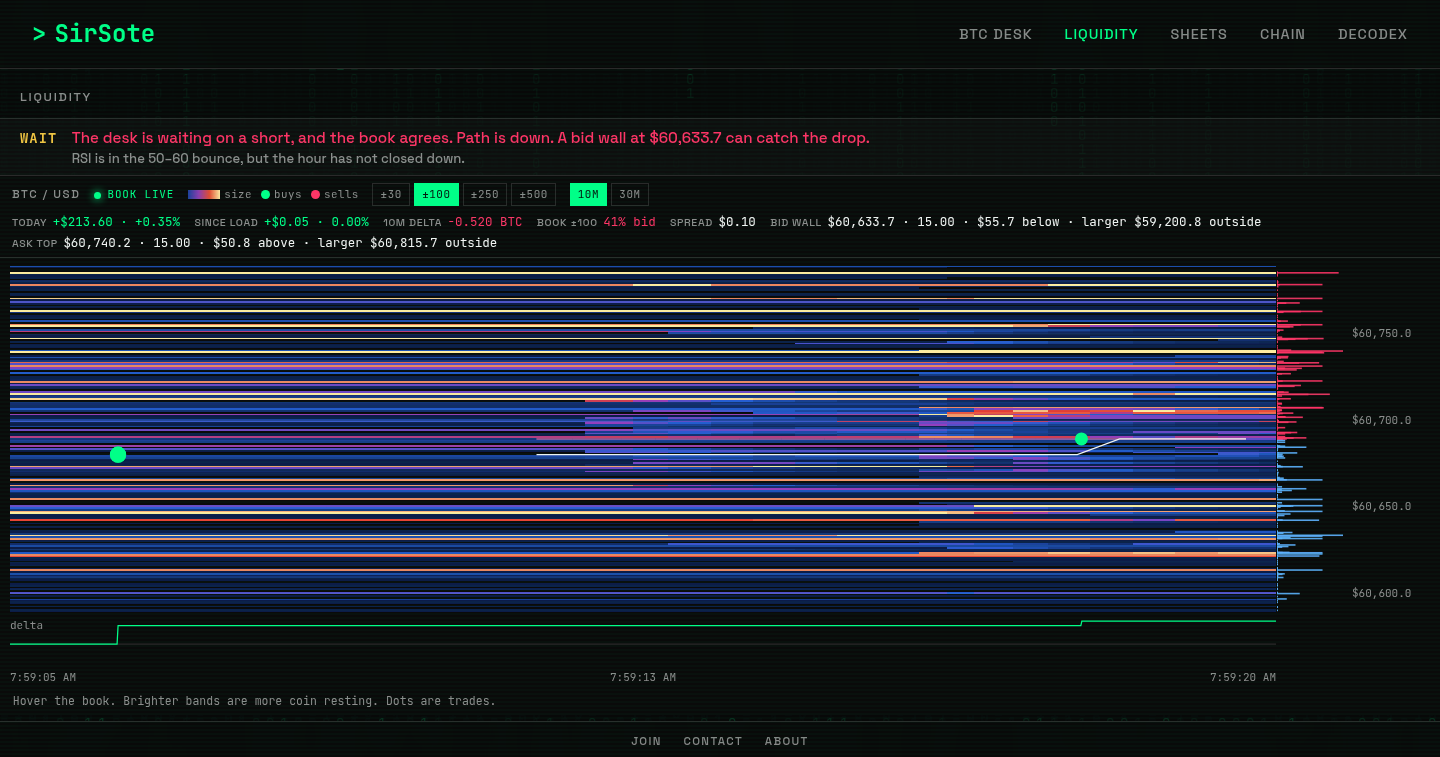 > SirSote
BTC DESK LIQUIDITY SHEETS CHAIN DECODEX
LIQUIDITY
WAIT The desk is waiting on a short, and the book agrees. Path is down. A bid wall at $60,633.7 can catch the drop.
RSI is in the 50–60 bounce, but the hour has not closed down.
BTC / USD BOOK LIVE size buys sells ±30 ±100 ±250 ±500 10M 30M
TODAY +$213.60 · +0.35% SINCE LOAD +$0.05 · 0.00% 10M DELTA -0.520 BTC BOOK ±100 41% bid SPREAD $0.10 BID WALL $60,633.7 · 15.00 · $55.7 below · larger $59,200.8 outside
ASK TOP $60,740.2 · 15.00 · $50.8 above · larger $60,815.7 outside
$60,750.0
$60,700.0
$60,650.0
$60,600.0
delta
7:59:05 AM 7:59:13 AM 7:59:20 AM
Hover the book. Brighter bands are more coin resting. Dots are trades.
JOIN CONTACT ABOUT